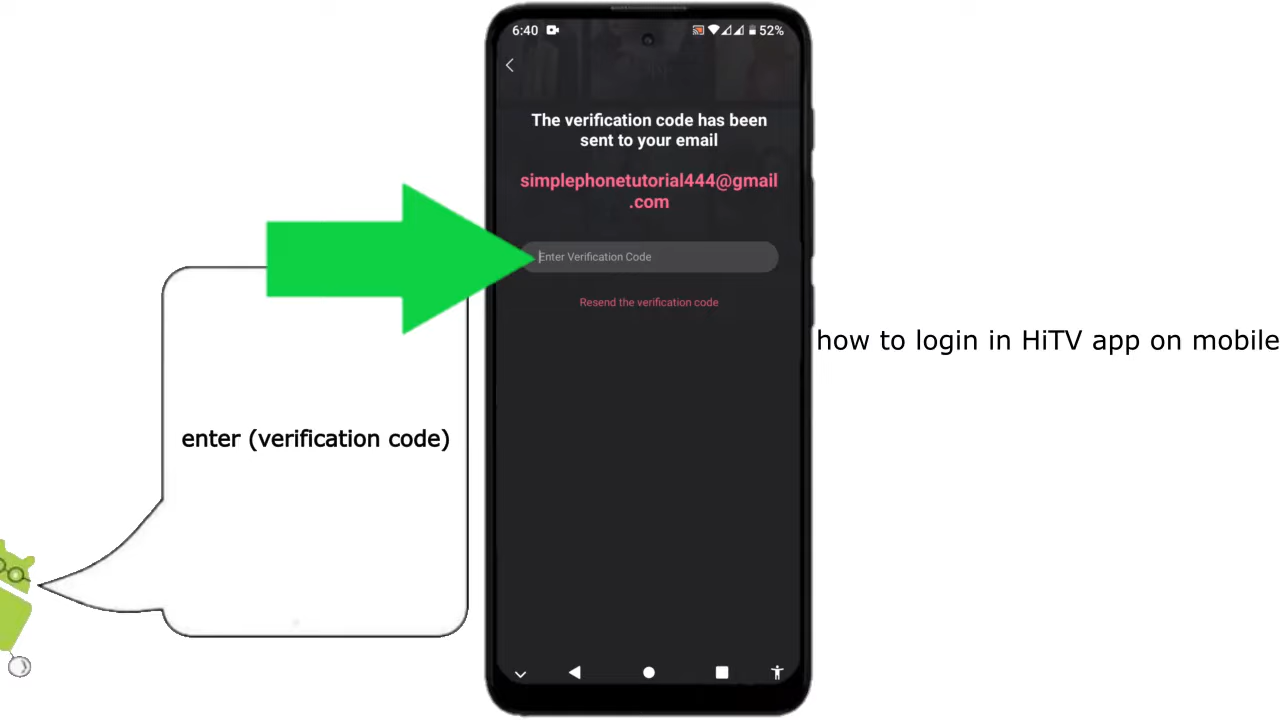 6:40
52%
The verification code has been
sent to your email
simplephonetutorial444@gmail
.com
Enter Verification Code
Resend the verification code
how to login in HiTV app on mobile
enter (verification code)